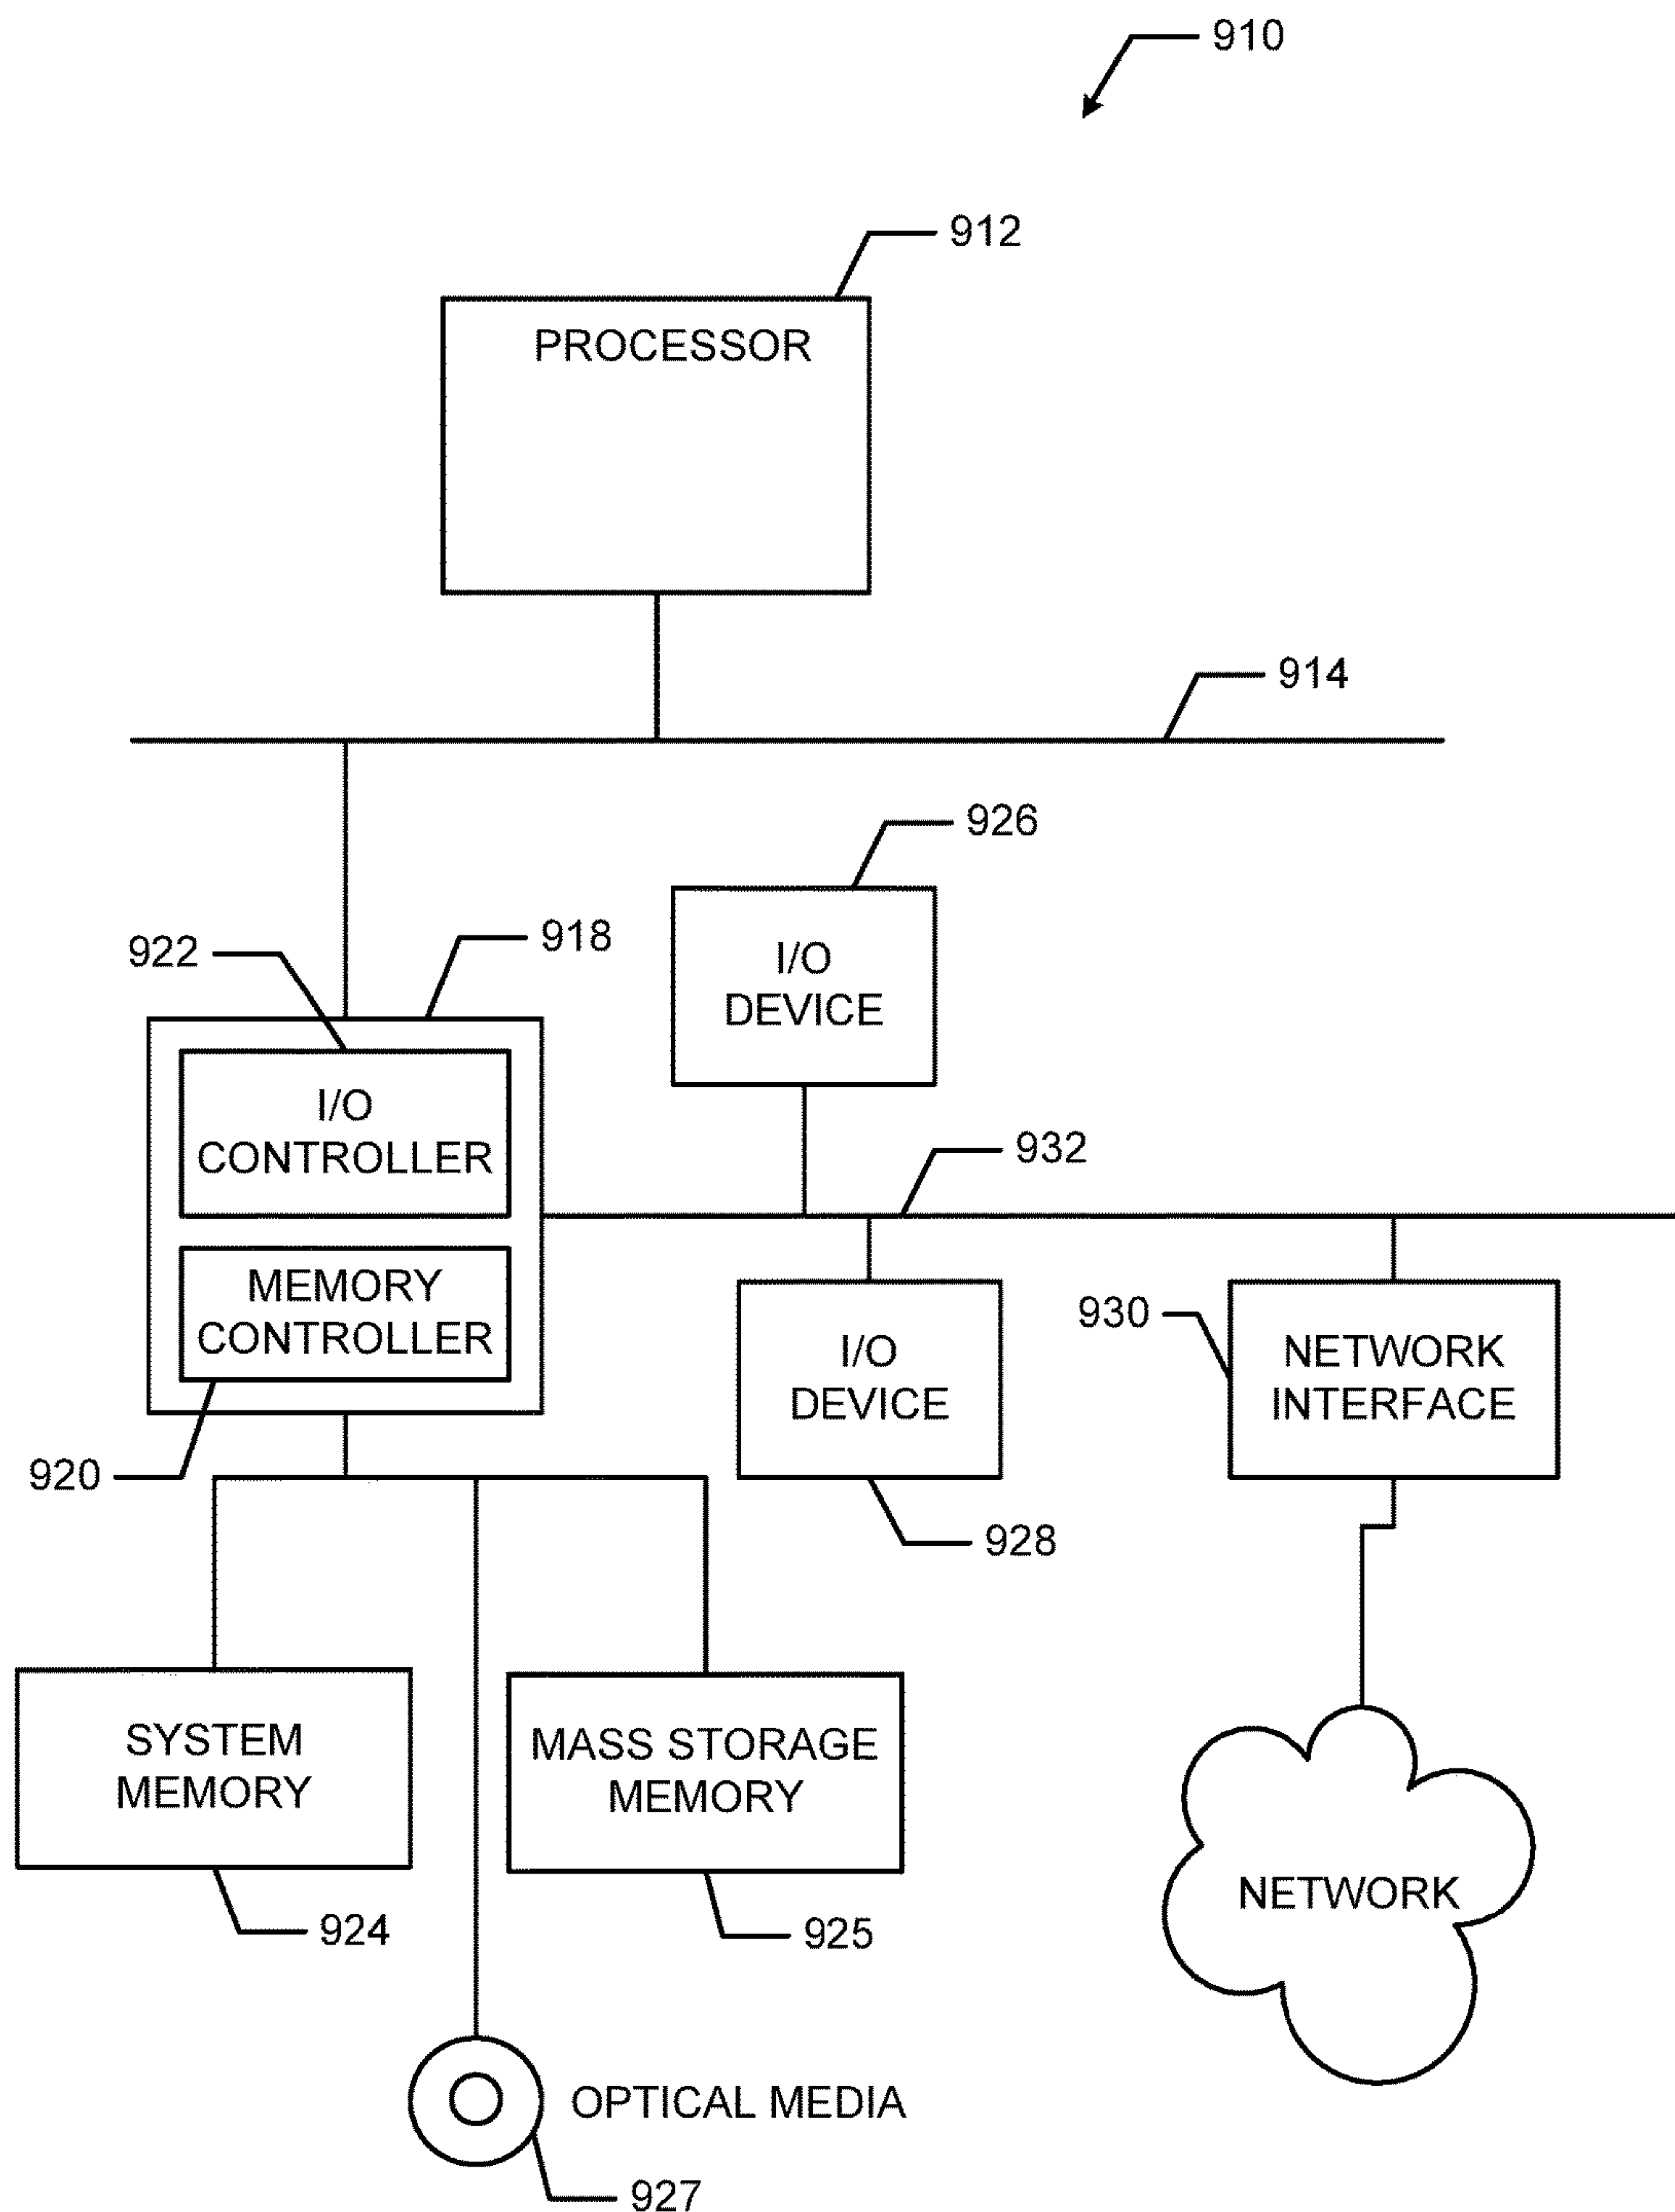 910
912
PROCESSOR
914
926
922
918
I/O
DEVICE
I/O
CONTROLLER
932
MEMORY
CONTROLLER
930
I/O
DEVICE
NETWORK
INTERFACE
920
928
SYSTEM
MEMORY
MASS STORAGE
MEMORY
NETWORK
924
925
OPTICAL MEDIA
927